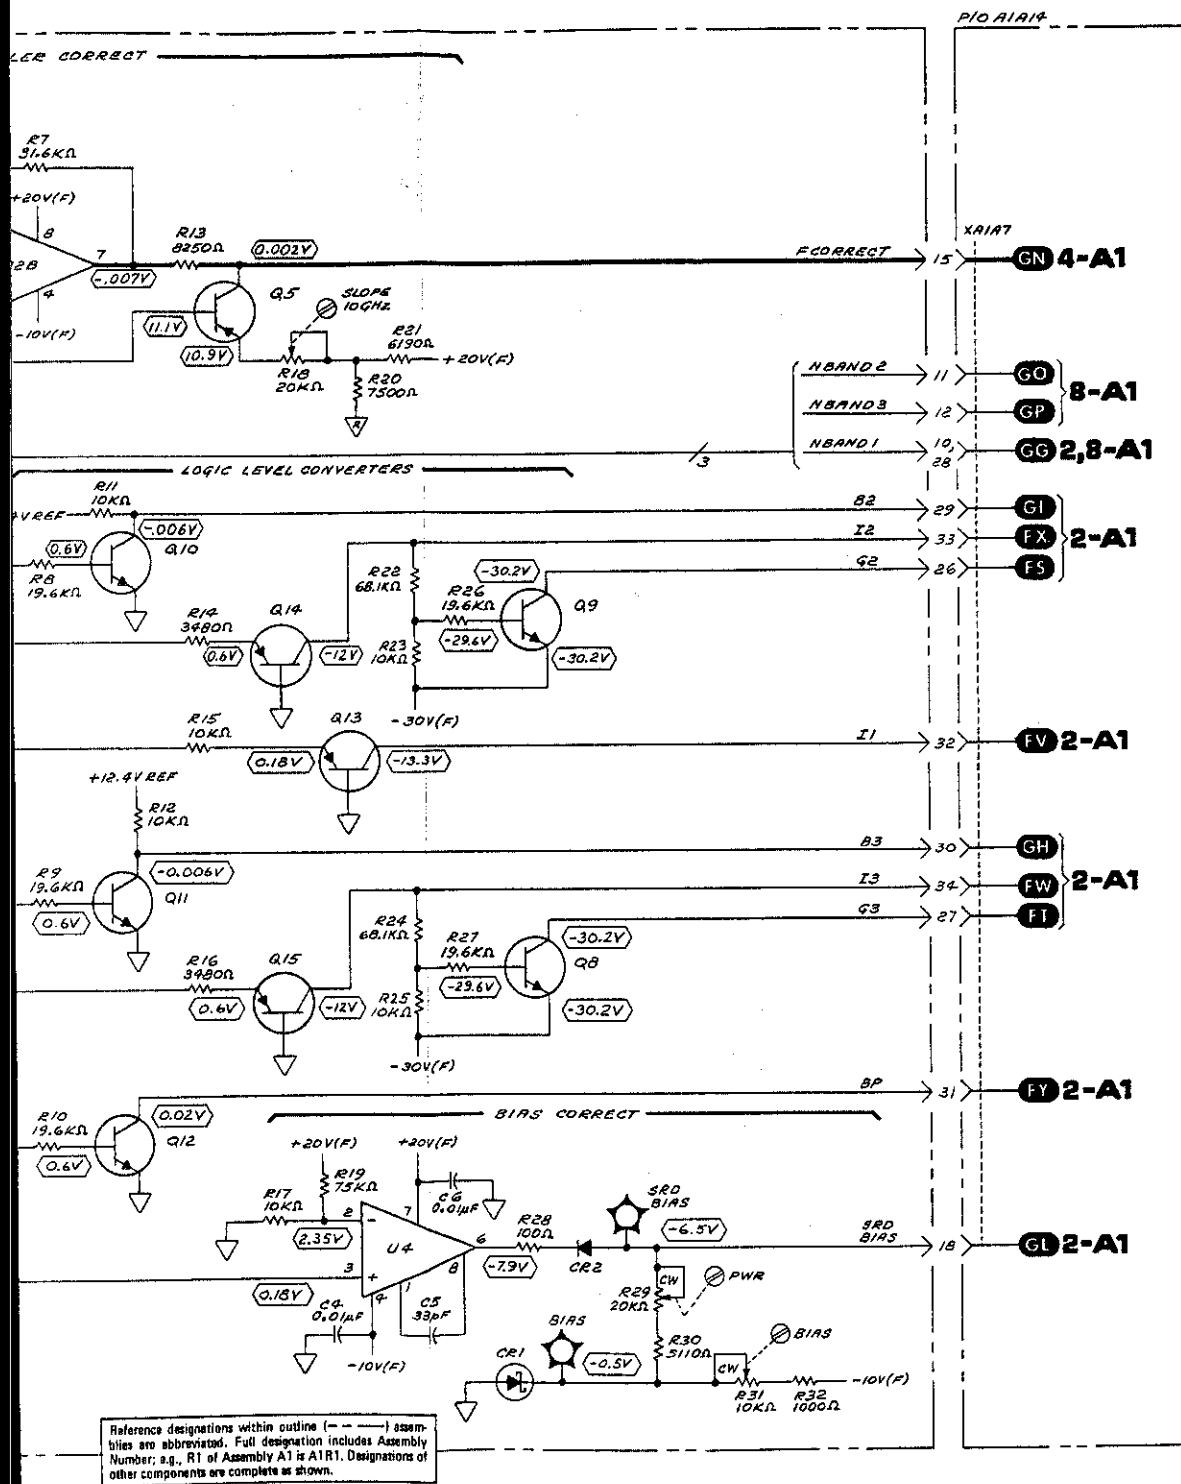 P/O A1A14
LER CORRECT
R7
31.6KΩ
+20V(F)
8
2B
7
4
-10V(F)
-.007V
R13
8250Ω
0.002V
Q5
11.1V
10.9V
SLOPE
10GHZ
R18
20KΩ
R21
6190Ω
+20V(F)
R20
7500Ω
R
FCORRECT
15
XA1A7
GN 4-A1
NBAND2
11
GO
8-A1
NBAND3
12
GP
3
NBAND1
10,
28
GG 2,8-A1
LOGIC LEVEL CONVERTERS
R11
10KΩ
V REF
-.006V
0.6V
Q10
R8
19.6KΩ
B2
29
GI
I2
33
FX
2-A1
G2
26
FS
R14
3480Ω
Q14
0.6V
-12V
R22
68.1KΩ
R23
10KΩ
R26
19.6KΩ
-29.6V
-30.2V
Q9
-30.2V
-30V(F)
R15
10KΩ
Q13
0.18V
-13.3V
I1
32
FV 2-A1
+12.4V REF
R12
10KΩ
R9
19.6KΩ
0.6V
-0.006V
Q11
B3
30
GH
I3
34
FW
2-A1
G3
27
FT
R16
3480Ω
Q15
0.6V
-12V
R24
68.1KΩ
R25
10KΩ
R27
19.6KΩ
-29.6V
-30.2V
Q8
-30.2V
-30V(F)
BP
31
FY 2-A1
R10
19.6KΩ
0.6V
0.02V
Q12
BIAS CORRECT
+20V(F)
R19
75KΩ
+20V(F)
C6
0.01µF
R17
10KΩ
2
2.35V
7
U4
6
8
1
3
4
0.18V
C4
0.01µF
-10V(F)
C5
33pF
-7.9V
R28
100Ω
CR2
SRD
BIAS
-6.5V
SRD
BIAS
18
GL 2-A1
CW
R29
20KΩ
PWR
R30
5110Ω
BIAS
CR1
-0.5V
CW
BIAS
R31
10KΩ
R32
1000Ω
-10V(F)
Reference designations within outline (— — ——) assem-
blies are abbreviated. Full designation includes Assembly
Number; e.g., R1 of Assembly A1 is A1R1. Designations of
other components are complete as shown.